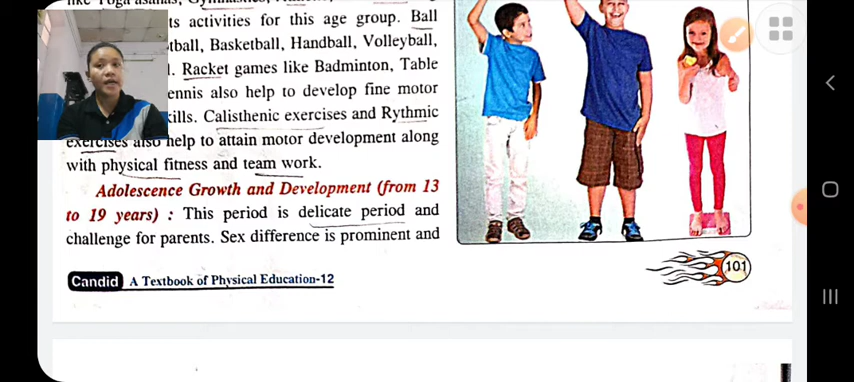 ts activities for this age group. Ball
tball, Basketball, Handball, Volleyball,
Racket games like Badminton, Table
ennis also help to develop fine motor
kills. Calisthenic exercises and Rythmic
exercises also help to attain motor development along
with physical fitness and team work.
Adolescence Growth and Development (from 13
to 19 years) : This period is delicate period and
challenge for parents. Sex difference is prominent and
Candid A Textbook of Physical Education-12
101